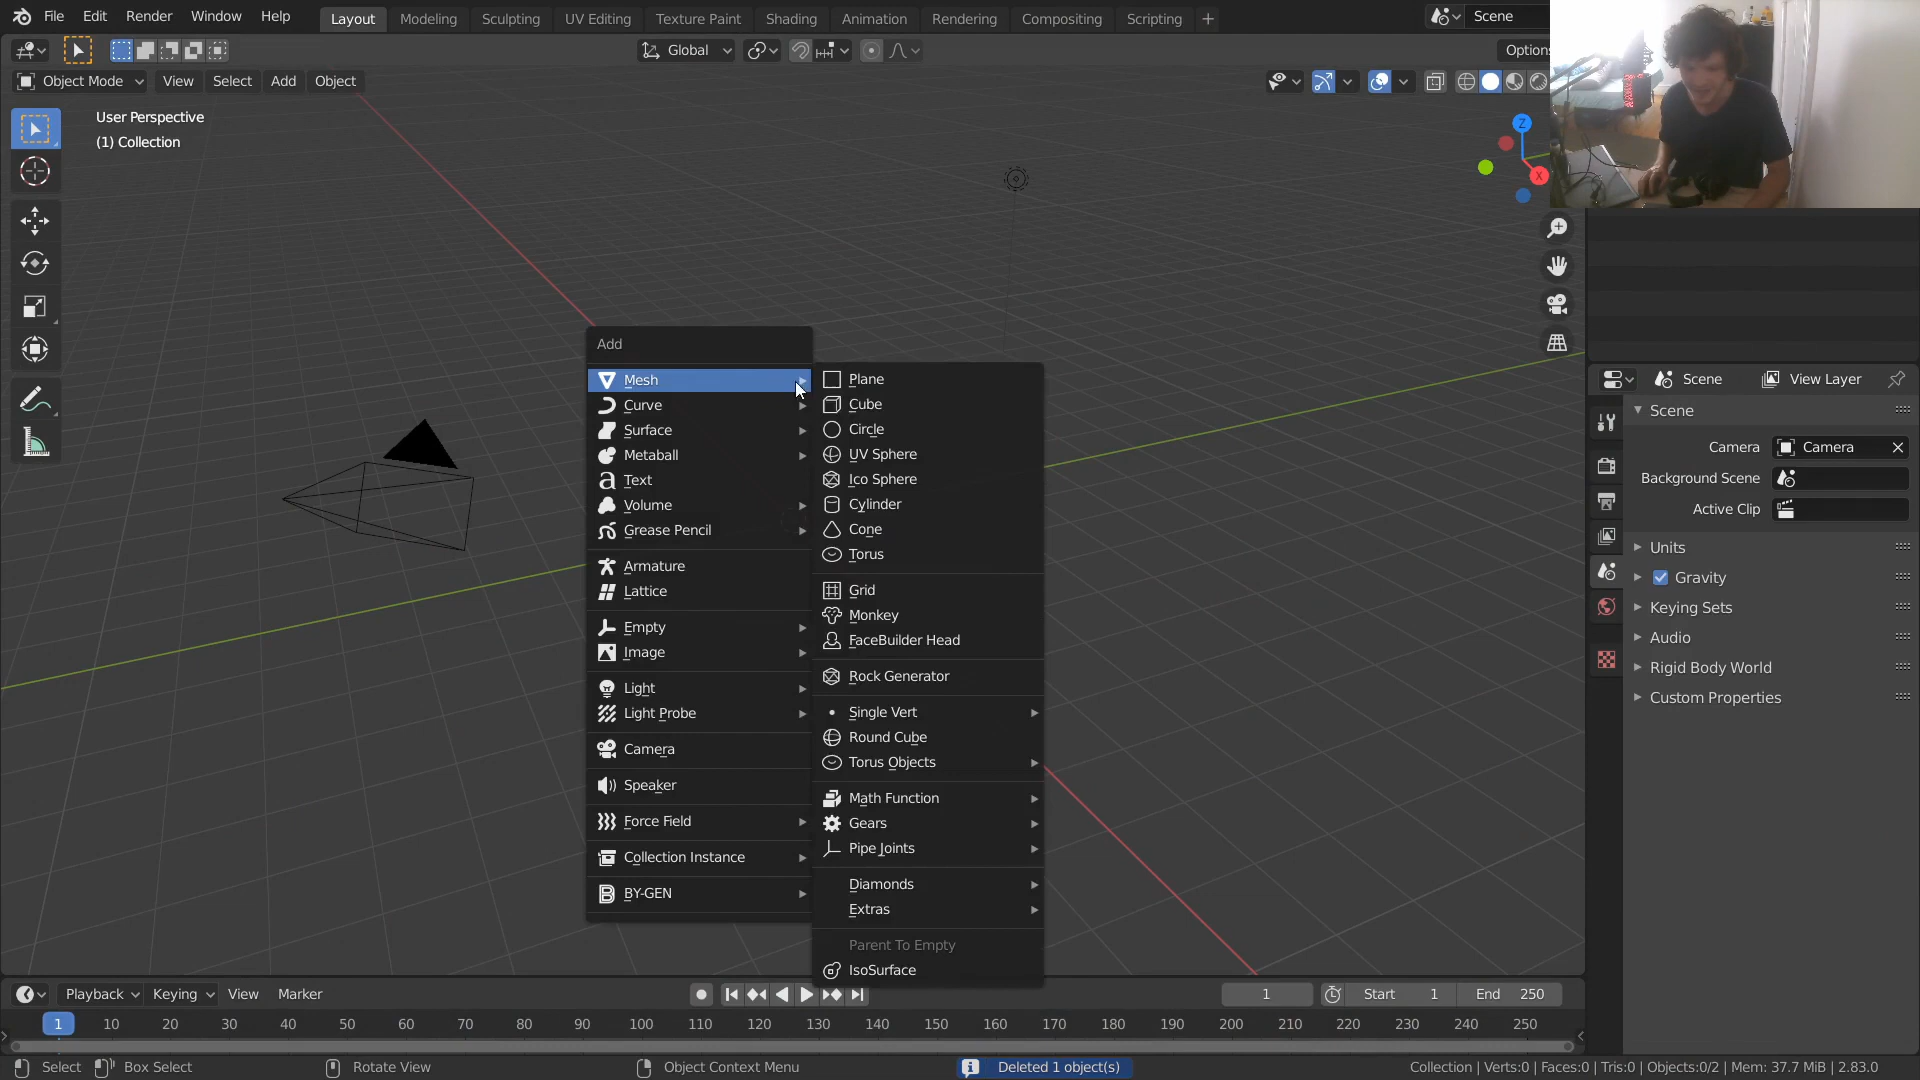 File Edit Render Window Help
Layout Modeling Sculpting UV Editing Texture Paint Shading Animation Rendering Compositing Scripting +
Scene
Global
Options
Object Mode View Select Add Object
User Perspective
(1) Collection
Z
X
Add
Mesh
Curve
Surface
Metaball
Text
Volume
Grease Pencil
Armature
Lattice
Empty
Image
Light
Light Probe
Camera
Speaker
Force Field
Collection Instance
BY-GEN
Plane
Cube
Circle
UV Sphere
Ico Sphere
Cylinder
Cone
Torus
Grid
Monkey
FaceBuilder Head
Rock Generator
Single Vert
Round Cube
Torus Objects
Math Function
Gears
Pipe Joints
Diamonds
Extras
Parent To Empty
IsoSurface
Scene View Layer
Scene
Camera Camera
Background Scene
Active Clip
Units
Gravity
Keying Sets
Audio
Rigid Body World
Custom Properties
Playback Keying View Marker
1 Start 1 End 250
1 10 20 30 40 50 60 70 80 90 100 110 120 130 140 150 160 170 180 190 200 210 220 230 240 250
Select Box Select Rotate View Object Context Menu Deleted 1 object(s) Collection | Verts:0 | Faces:0 | Tris:0 | Objects:0/2 | Mem: 37.7 MiB | 2.83.0